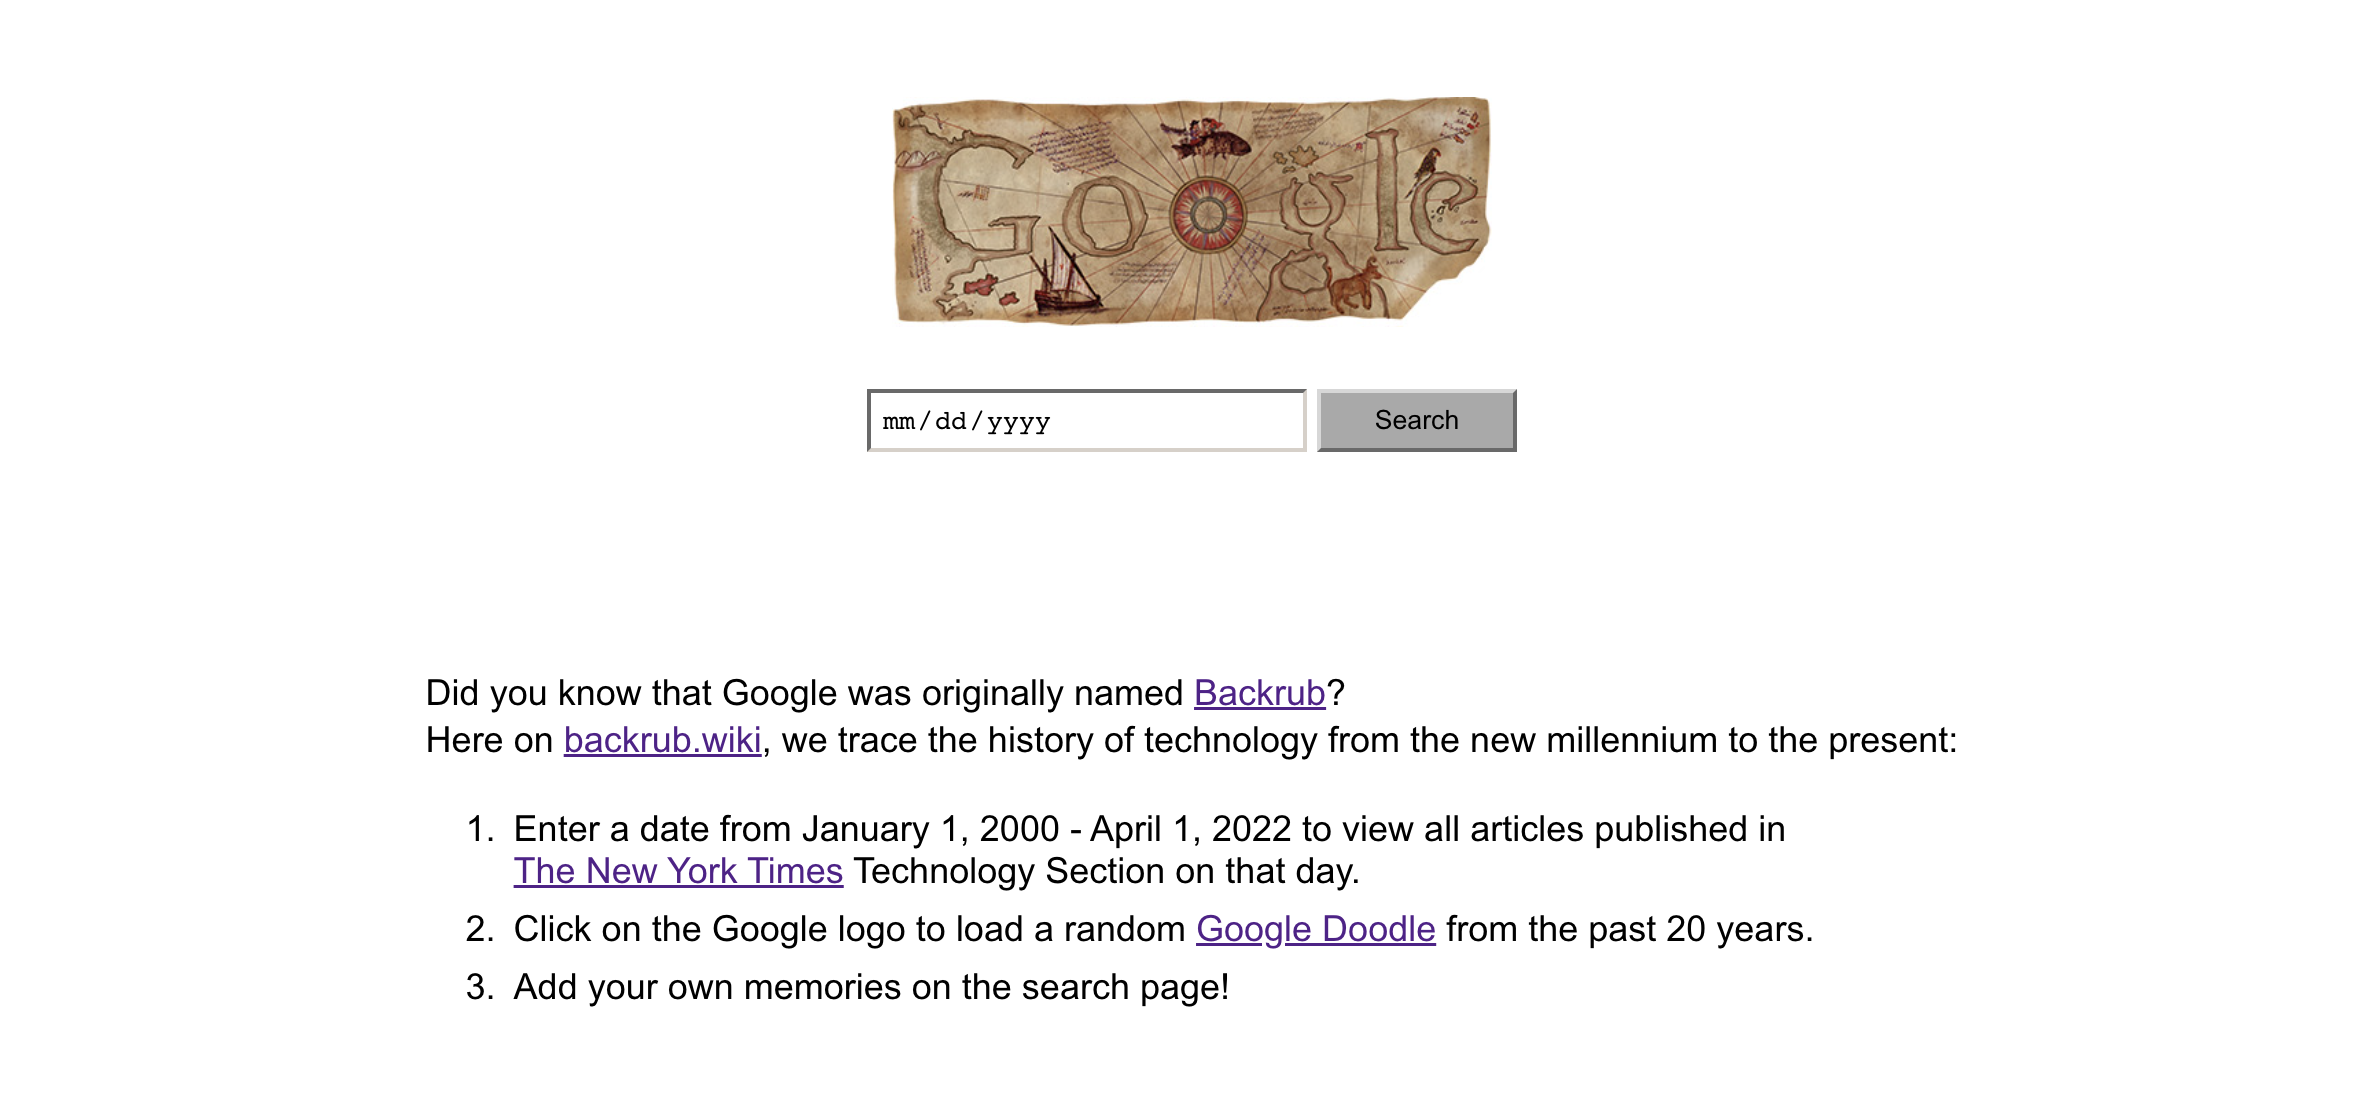 Google
mm/dd/yyyy
Search
Did you know that Google was originally named Backrub?
Here on backrub.wiki, we trace the history of technology from the new millennium to the present:
1. Enter a date from January 1, 2000 - April 1, 2022 to view all articles published in
The New York Times Technology Section on that day.
2. Click on the Google logo to load a random Google Doodle from the past 20 years.
3. Add your own memories on the search page!